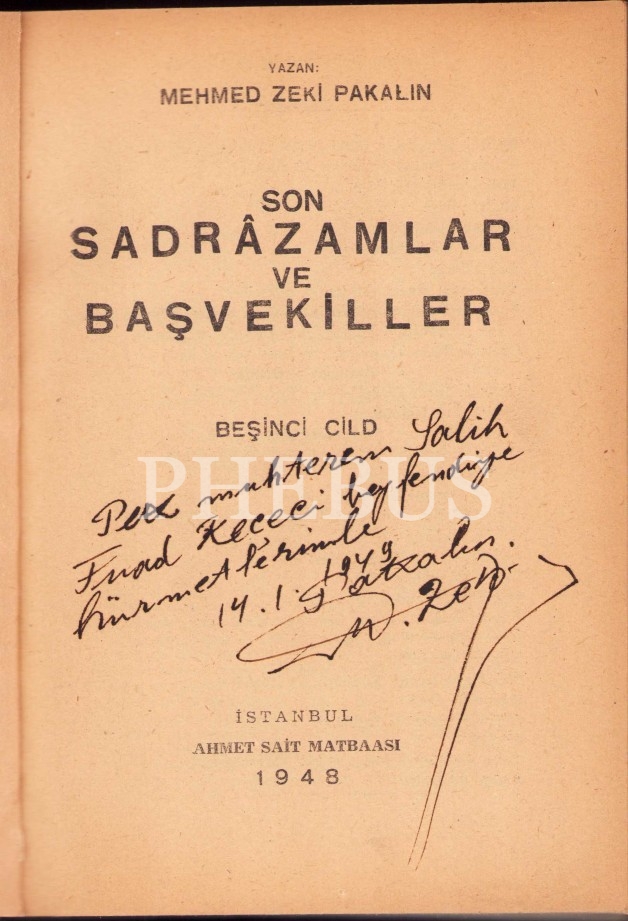 YAZAN:
MEHMED ZEKİ PAKALIN
SON
SADRÂZAMLAR
VE
BAŞVEKİLLER
BEŞİNCİ CİLD
Pek muhterem Salih
Fuad Keçeci beyfendiye
hürmetlerimle
14.1.1949
Pakalın.
M. Zeki
PHEBUS
İSTANBUL
AHMET SAİT MATBAASI
1948